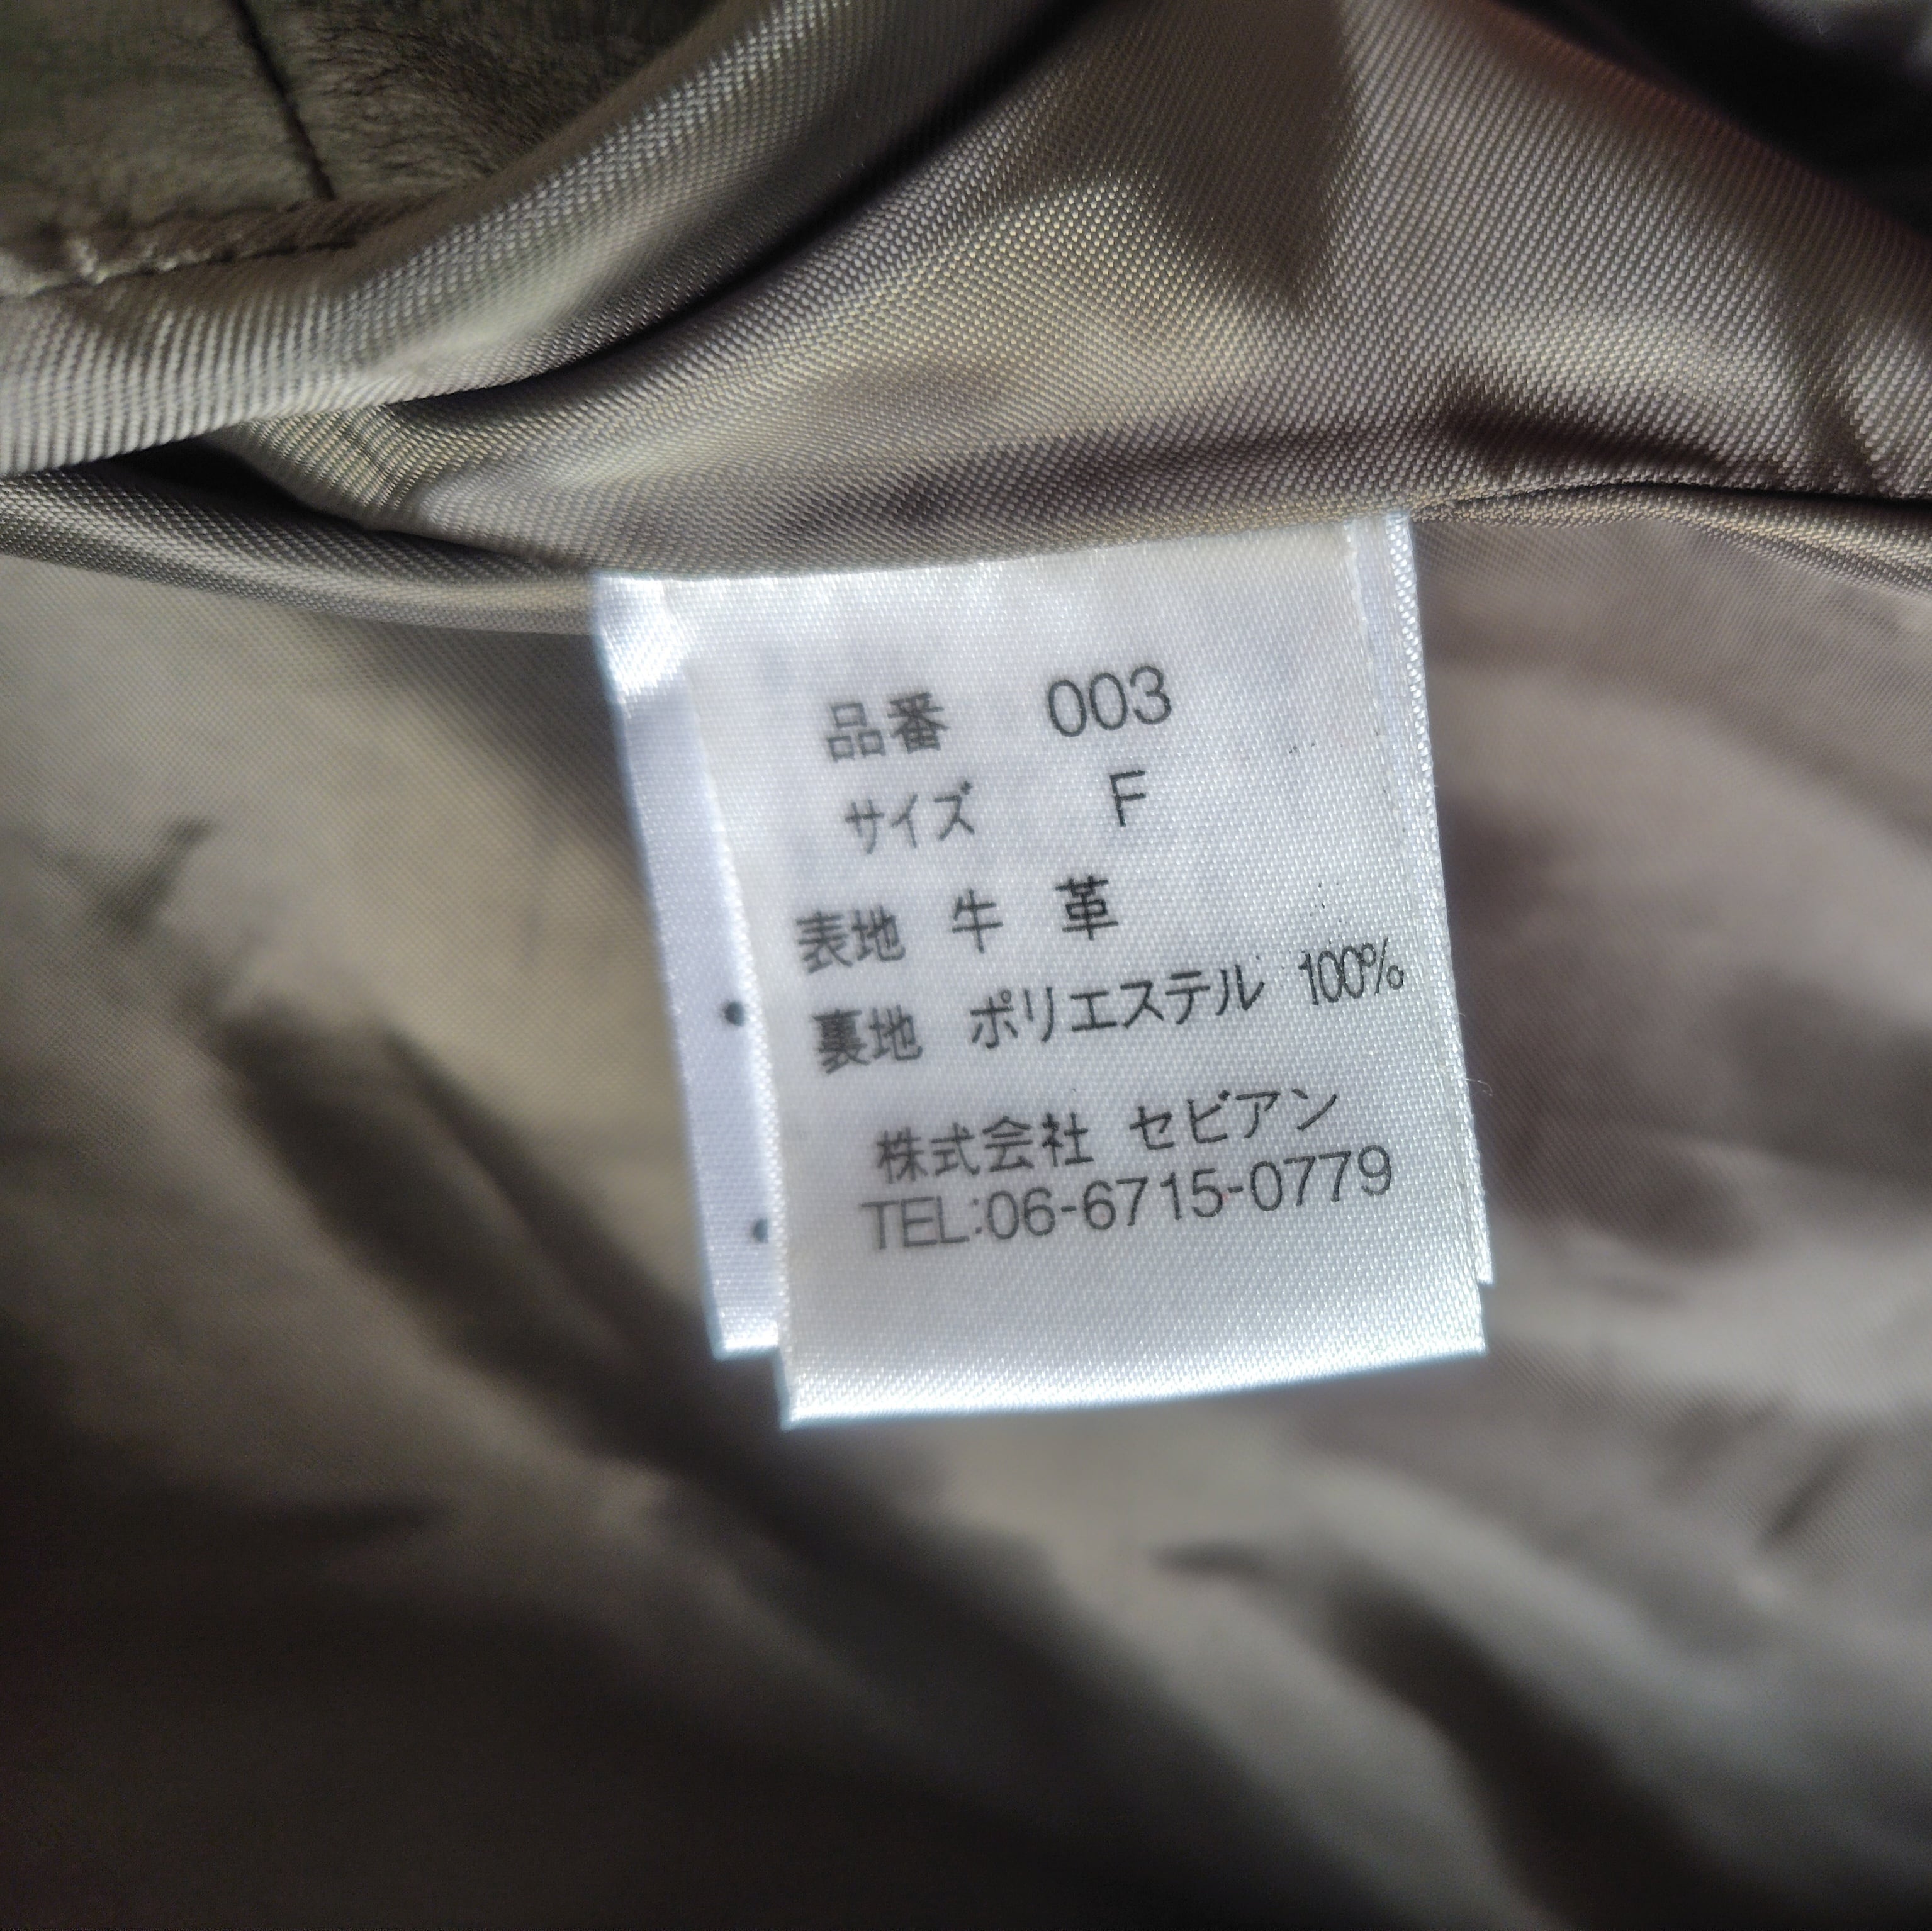 品番 003
サイズ F
表地 牛 革
裏地 ポリエステル 100%
株式会社 セビアン
TEL:06-6715-0779